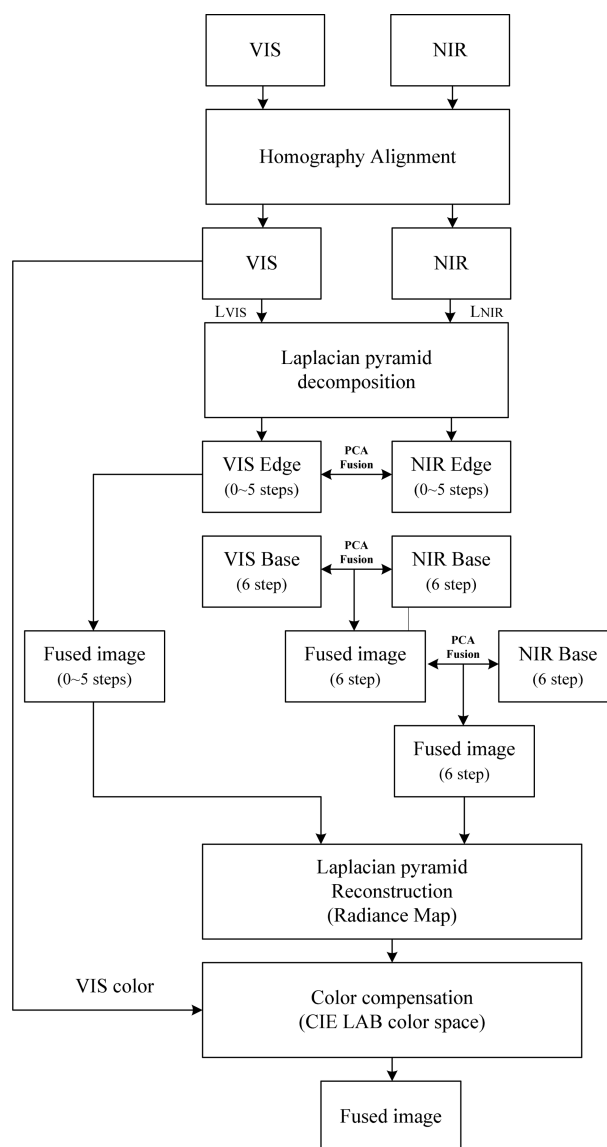 VIS
NIR
Homography Alignment
VIS
NIR
LVIS
LNIR
Laplacian pyramid
decomposition
VIS Edge
(0~5 steps)
PCA
Fusion
NIR Edge
(0~5 steps)
VIS Base
(6 step)
PCA
Fusion
NIR Base
(6 step)
Fused image
(0~5 steps)
Fused image
(6 step)
PCA
Fusion
NIR Base
(6 step)
Fused image
(6 step)
Laplacian pyramid
Reconstruction
(Radiance Map)
VIS color
Color compensation
(CIE LAB color space)
Fused image